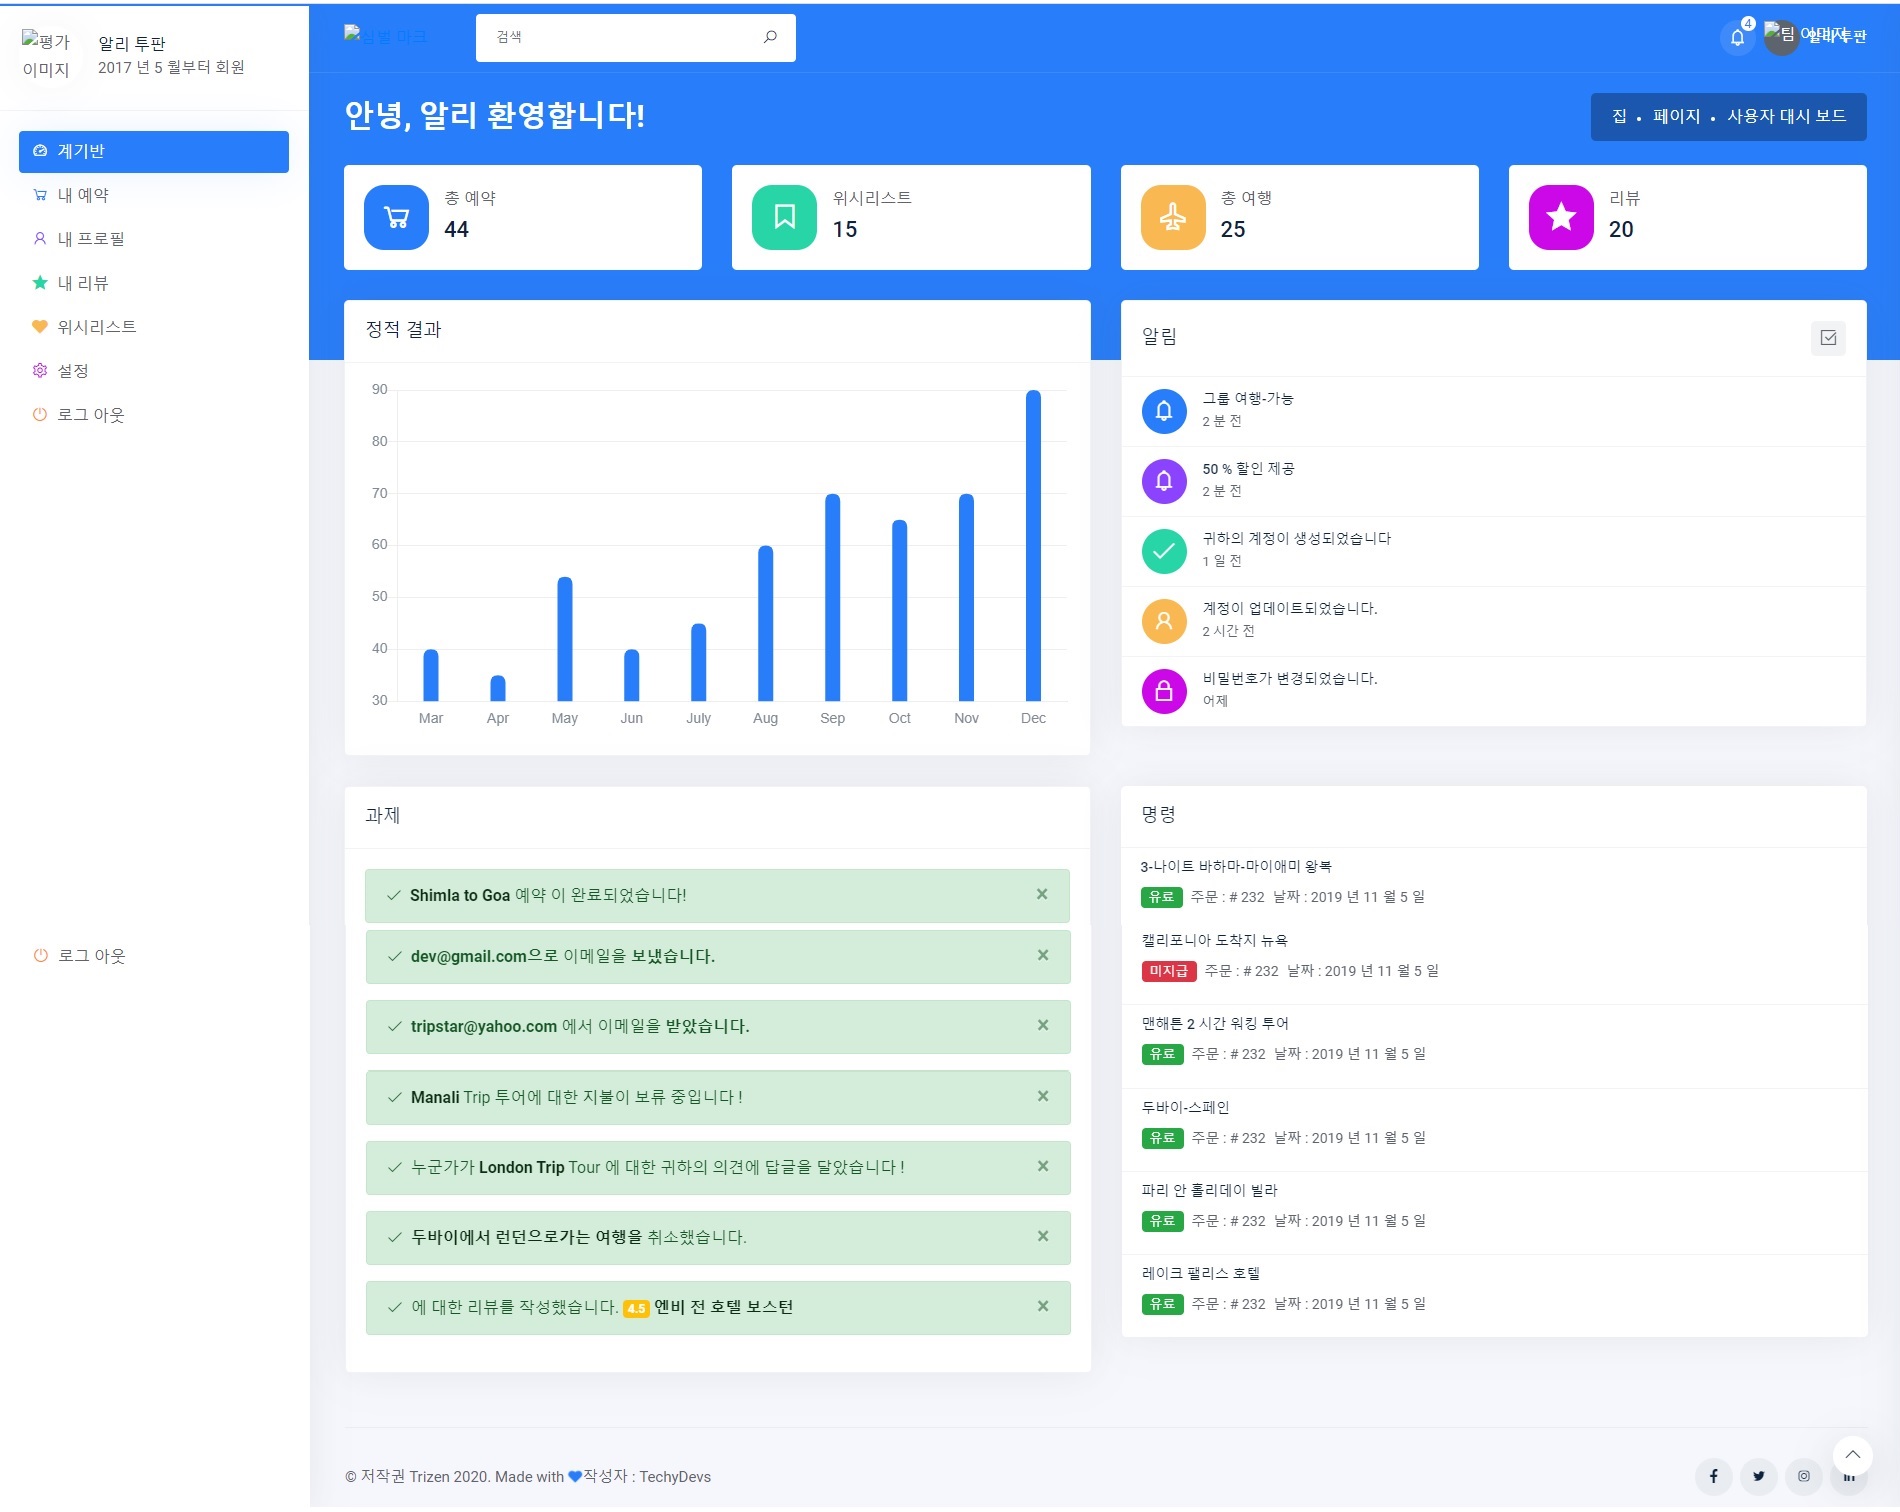 평가
이미지
알리 투판
2017 년 5 월부터 회원
계기반
내 예약
내 프로필
내 리뷰
위시리스트
설정
로그 아웃
로그 아웃
심벌 마크
검색
4
팀 이미지
알리 투판
안녕, 알리 환영합니다!
집 • 페이지 • 사용자 대시 보드
총 예약
44
위시리스트
15
총 여행
25
리뷰
20
정적 결과
90
80
70
60
50
40
30
Mar Apr May Jun July Aug Sep Oct Nov Dec
알림
그룹 여행-가능
2 분 전
50 % 할인 제공
2 분 전
귀하의 계정이 생성되었습니다
1 일 전
계정이 업데이트되었습니다.
2 시간 전
비밀번호가 변경되었습니다.
어제
과제
Shimla to Goa 예약 이 완료되었습니다! ×
dev@gmail.com으로 이메일을 보냈습니다. ×
tripstar@yahoo.com 에서 이메일을 받았습니다. ×
Manali Trip 투어에 대한 지불이 보류 중입니다 ! ×
누군가가 London Trip Tour 에 대한 귀하의 의견에 답글을 달았습니다 ! ×
두바이에서 런던으로가는 여행을 취소했습니다. ×
에 대한 리뷰를 작성했습니다. 4.5 엔비 전 호텔 보스턴 ×
명령
3-나이트 바하마-마이애미 왕복
유료 주문 : # 232 날짜 : 2019 년 11 월 5 일
캘리포니아 도착지 뉴욕
미지급 주문 : # 232 날짜 : 2019 년 11 월 5 일
맨해튼 2 시간 워킹 투어
유료 주문 : # 232 날짜 : 2019 년 11 월 5 일
두바이-스페인
유료 주문 : # 232 날짜 : 2019 년 11 월 5 일
파리 안 홀리데이 빌라
유료 주문 : # 232 날짜 : 2019 년 11 월 5 일
레이크 팰리스 호텔
유료 주문 : # 232 날짜 : 2019 년 11 월 5 일
© 저작권 Trizen 2020. Made with 작성자 : TechyDevs